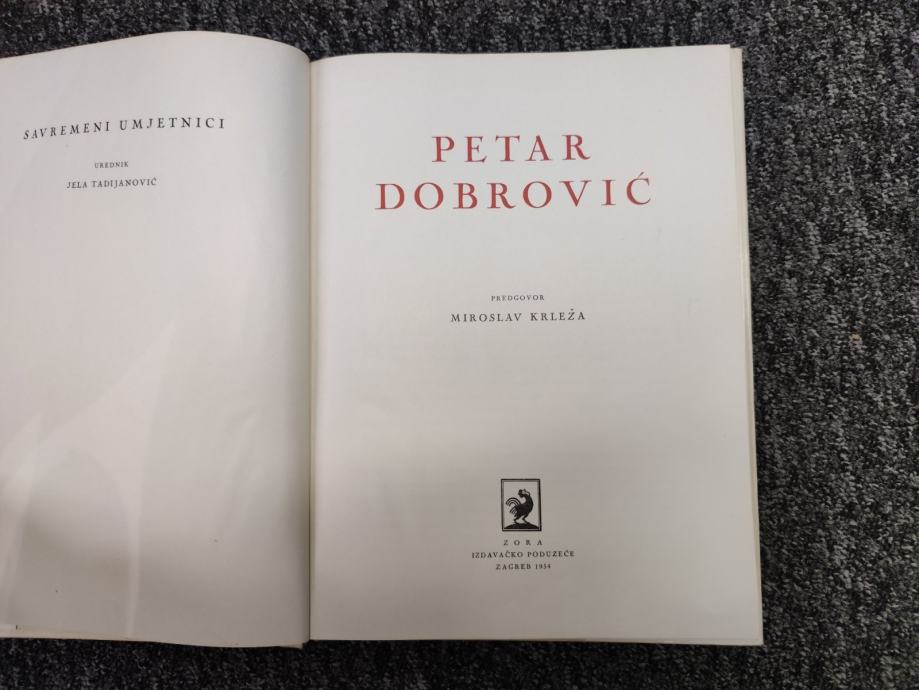 SAVREMENI UMJETNICI
UREDNIK
JELA TADIJANOVIĆ
PETAR
DOBROVIĆ
PREDGOVOR
MIROSLAV KRLEŽA
ZORA
IZDAVAČKO PODUZEĆE
ZAGREB 1954